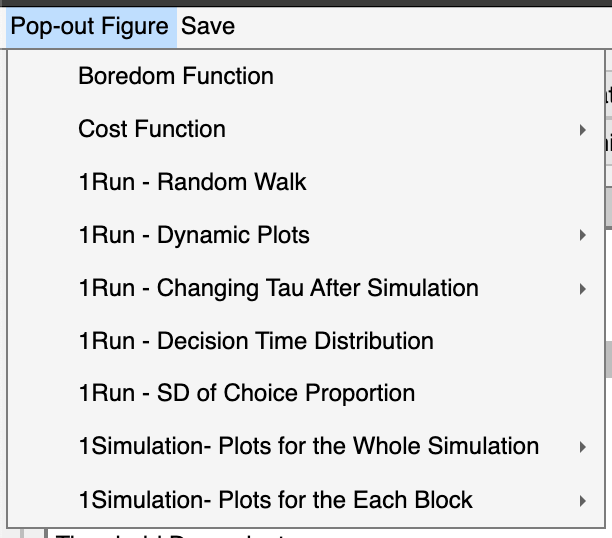 Pop-out Figure Save
Boredom Function
Cost Function
1Run - Random Walk
1Run - Dynamic Plots
1Run - Changing Tau After Simulation
1Run - Decision Time Distribution
1Run - SD of Choice Proportion
1Simulation- Plots for the Whole Simulation
1Simulation- Plots for the Each Block